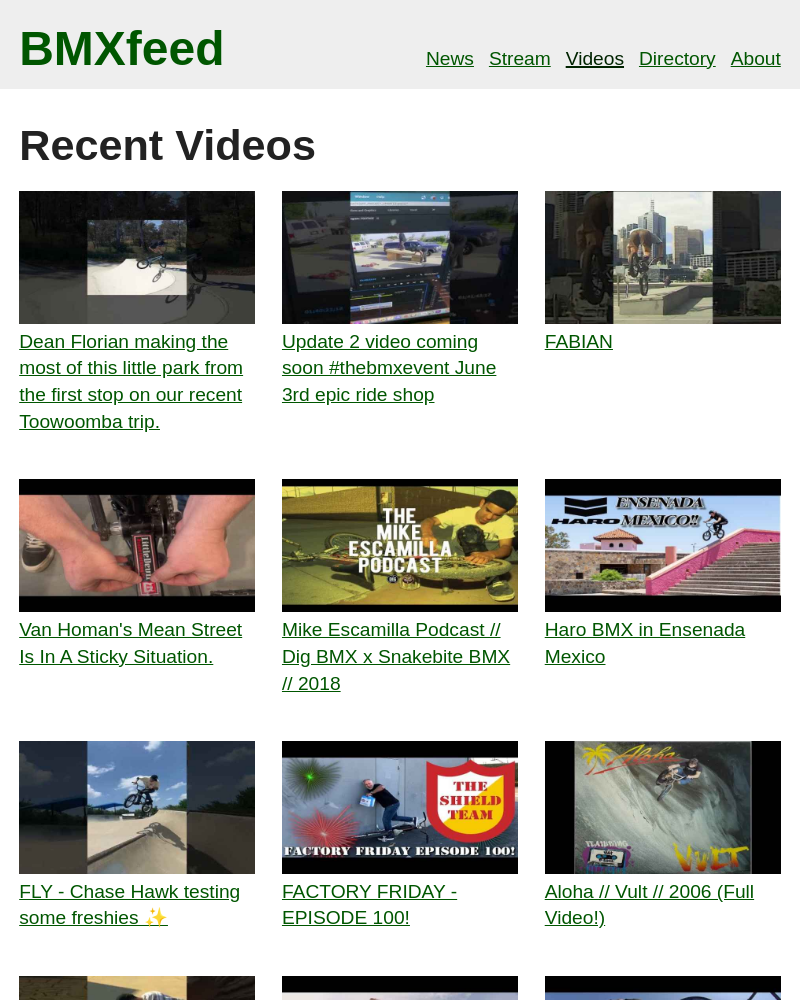 BMXfeed
News Stream Videos Directory About
Recent Videos
Dean Florian making the
most of this little park from
the first stop on our recent
Toowoomba trip.
Update 2 video coming
soon #thebmxevent June
3rd epic ride shop
FABIAN
THE
MIKE
ESCAMILLA
PODCAST
ENSENADA
HARO MEXICO!!
Van Homan's Mean Street
Is In A Sticky Situation.
Mike Escamilla Podcast //
Dig BMX x Snakebite BMX
// 2018
Haro BMX in Ensenada
Mexico
THE
SHIELD
TEAM
FACTORY FRIDAY EPISODE 100!
Aloha
FEATURING
VULT
FLY - Chase Hawk testing
some freshies ✨
FACTORY FRIDAY -
EPISODE 100!
Aloha // Vult // 2006 (Full
Video!)